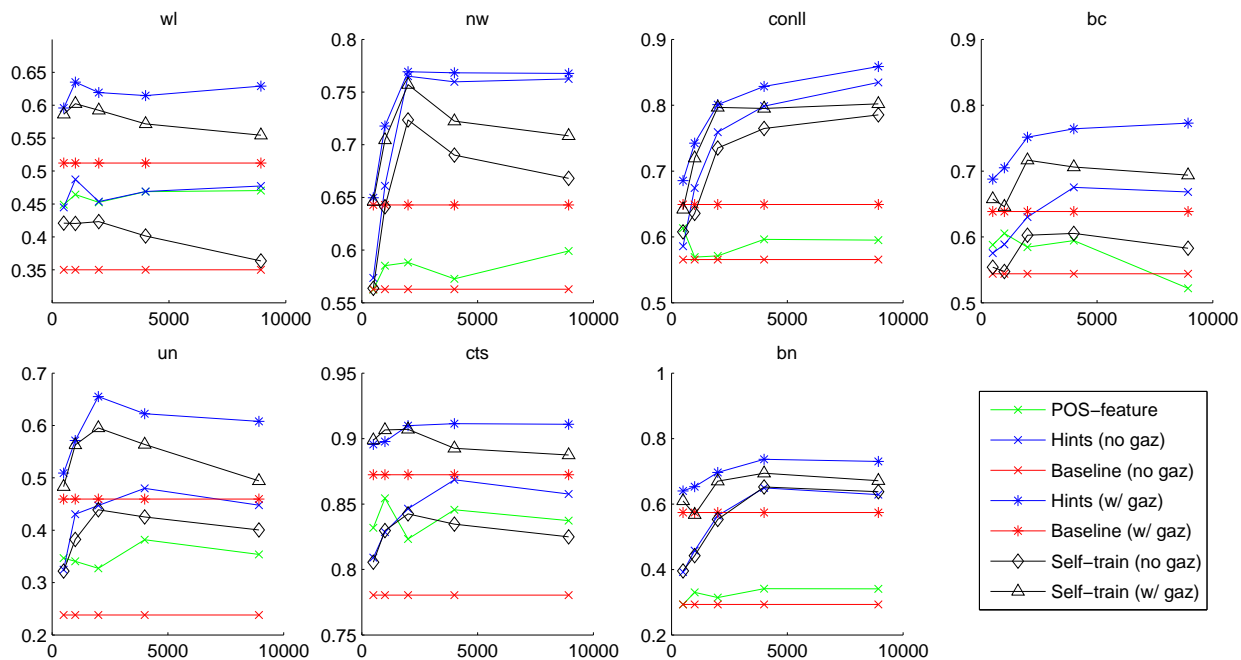 wl
0.65
0.6
0.55
0.5
0.45
0.4
0.35
0 5000 10000
nw
0.8
0.75
0.7
0.65
0.6
0.55
0 5000 10000
conll
0.9
0.8
0.7
0.6
0.5
0 5000 10000
bc
0.9
0.8
0.7
0.6
0.5
0 5000 10000
un
0.7
0.6
0.5
0.4
0.3
0.2
0 5000 10000
cts
0.95
0.9
0.85
0.8
0.75
0 5000 10000
bn
1
0.8
0.6
0.4
0.2
0 5000 10000
POS−feature
Hints (no gaz)
Baseline (no gaz)
Hints (w/ gaz)
Baseline (w/ gaz)
Self−train (no gaz)
Self−train (w/ gaz)